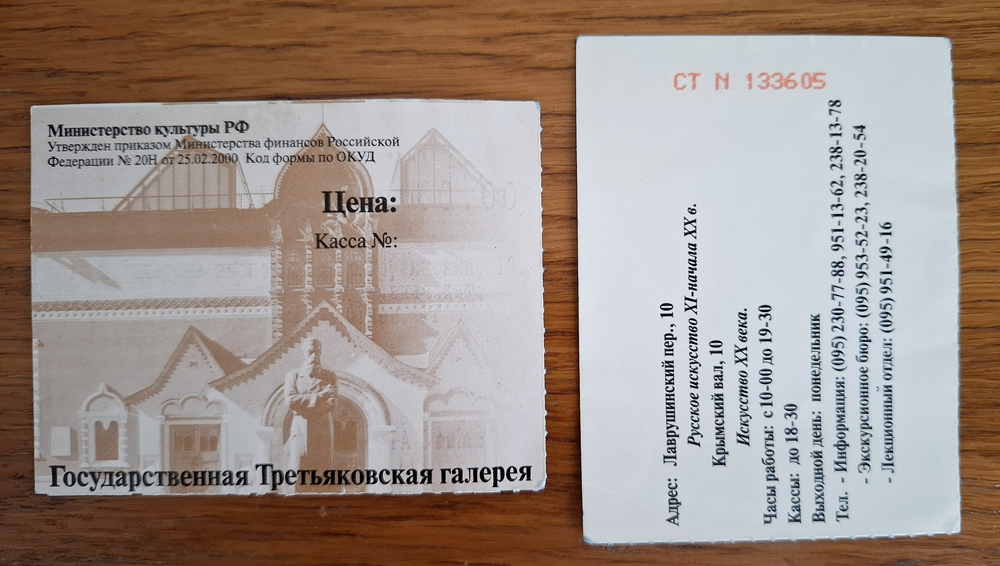 Министерство культуры РФ
Утвержден приказом Министерства финансов Российской
Федерации № 20Н от 25.02.2000 Код формы по ОКУД
Цена:
Касса №:
Государственная Третьяковская галерея
СТ N 133605
Адрес: Лаврушинский пер., 10
Русское искусство XI-начала XX в.
Крымский вал, 10
Искусство XX века.
Часы работы: с 10-00 до 19-30
Кассы: до 18-30
Выходной день: понедельник
Тел. - Информация: (095) 230-77-88, 951-13-62, 238-13-78
- Экскурсионное бюро: (095) 953-52-23, 238-20-54
- Лекционный отдел: (095) 951-49-16